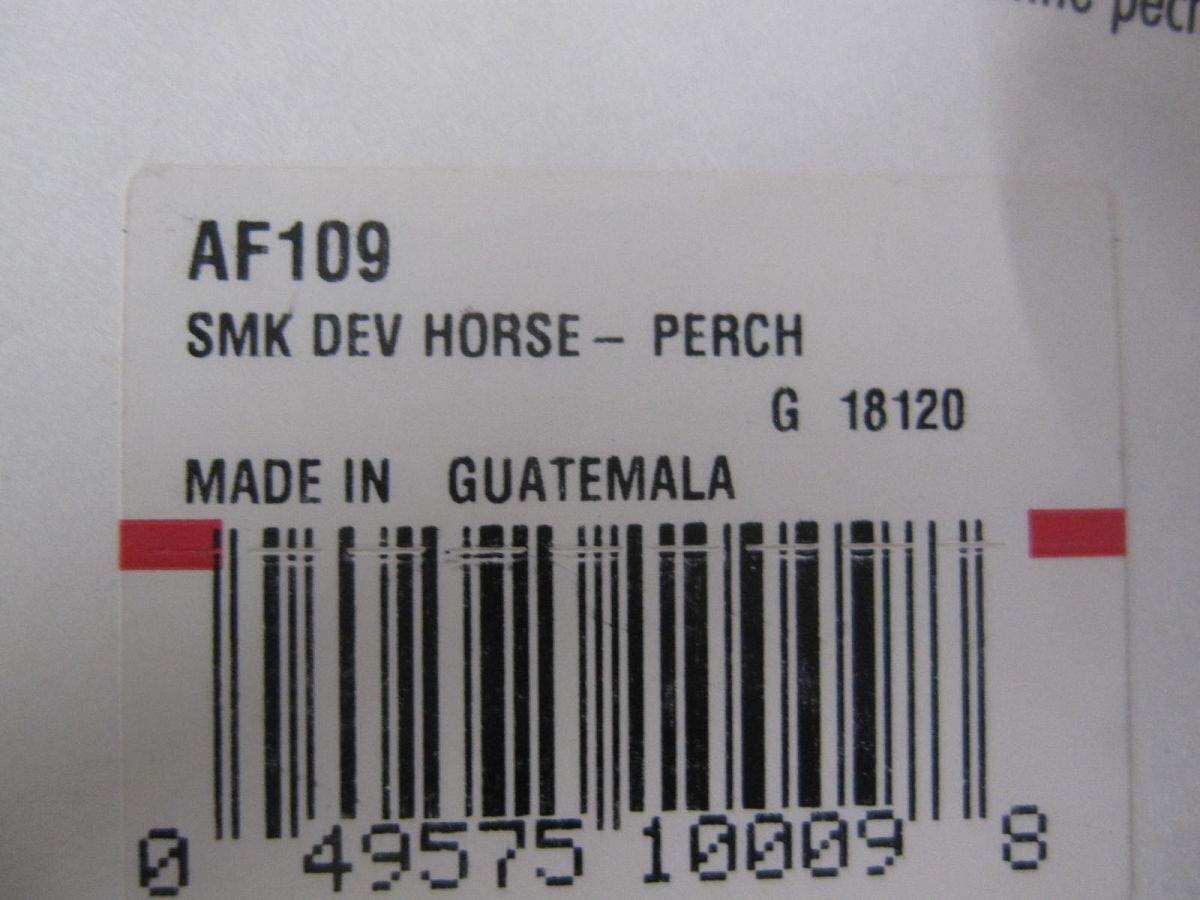 AF109
SMK DEV HORSE - PERCH
G 18120
MADE IN GUATEMALA
0 49575 10009 8